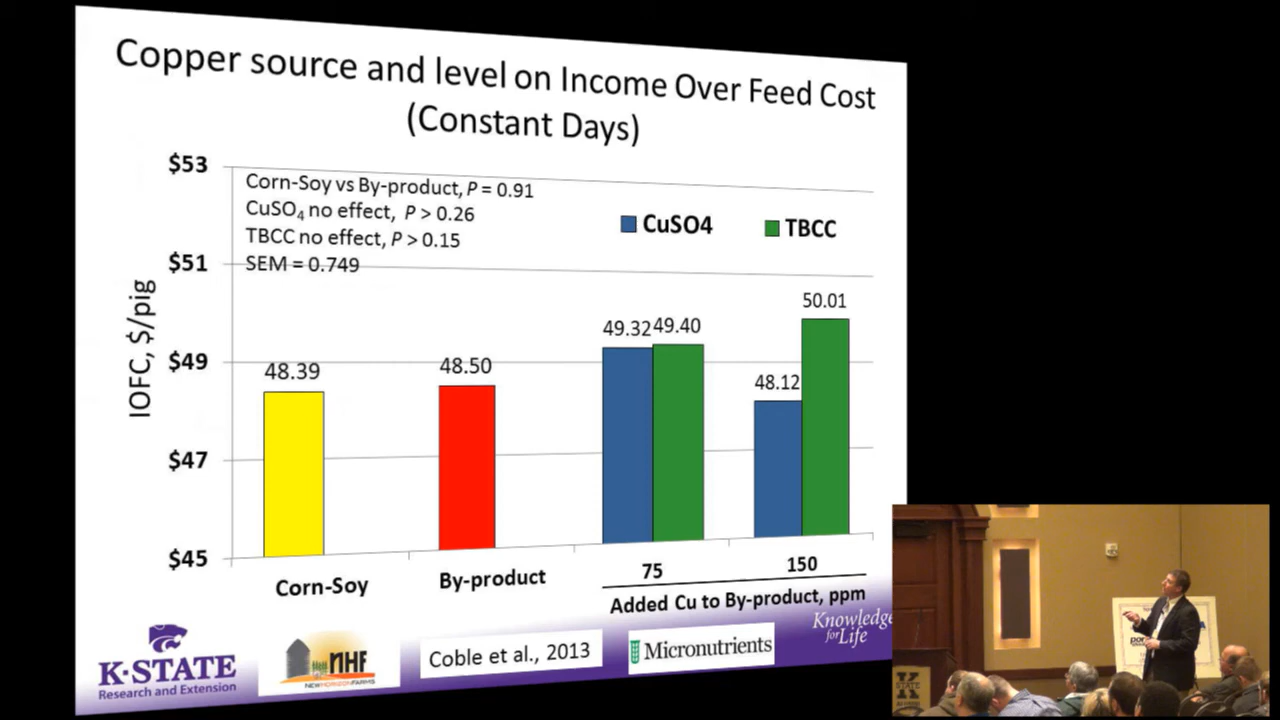 Copper source and level on Income Over Feed Cost
(Constant Days)
$53
$51
$49
$47
$45
IOFC, $/pig
Corn-Soy vs By-product, P = 0.91
CuSO4 no effect, P > 0.26
TBCC no effect, P > 0.15
SEM = 0.749
CuSO4
TBCC
48.39
48.50
49.32
49.40
48.12
50.01
Corn-Soy
By-product
75
150
Added Cu to By-product, ppm
K-STATE
Research and Extension
NHF
NEW HORIZON FARMS
Coble et al., 2013
Micronutrients
Knowledge
for Life
K
STATE